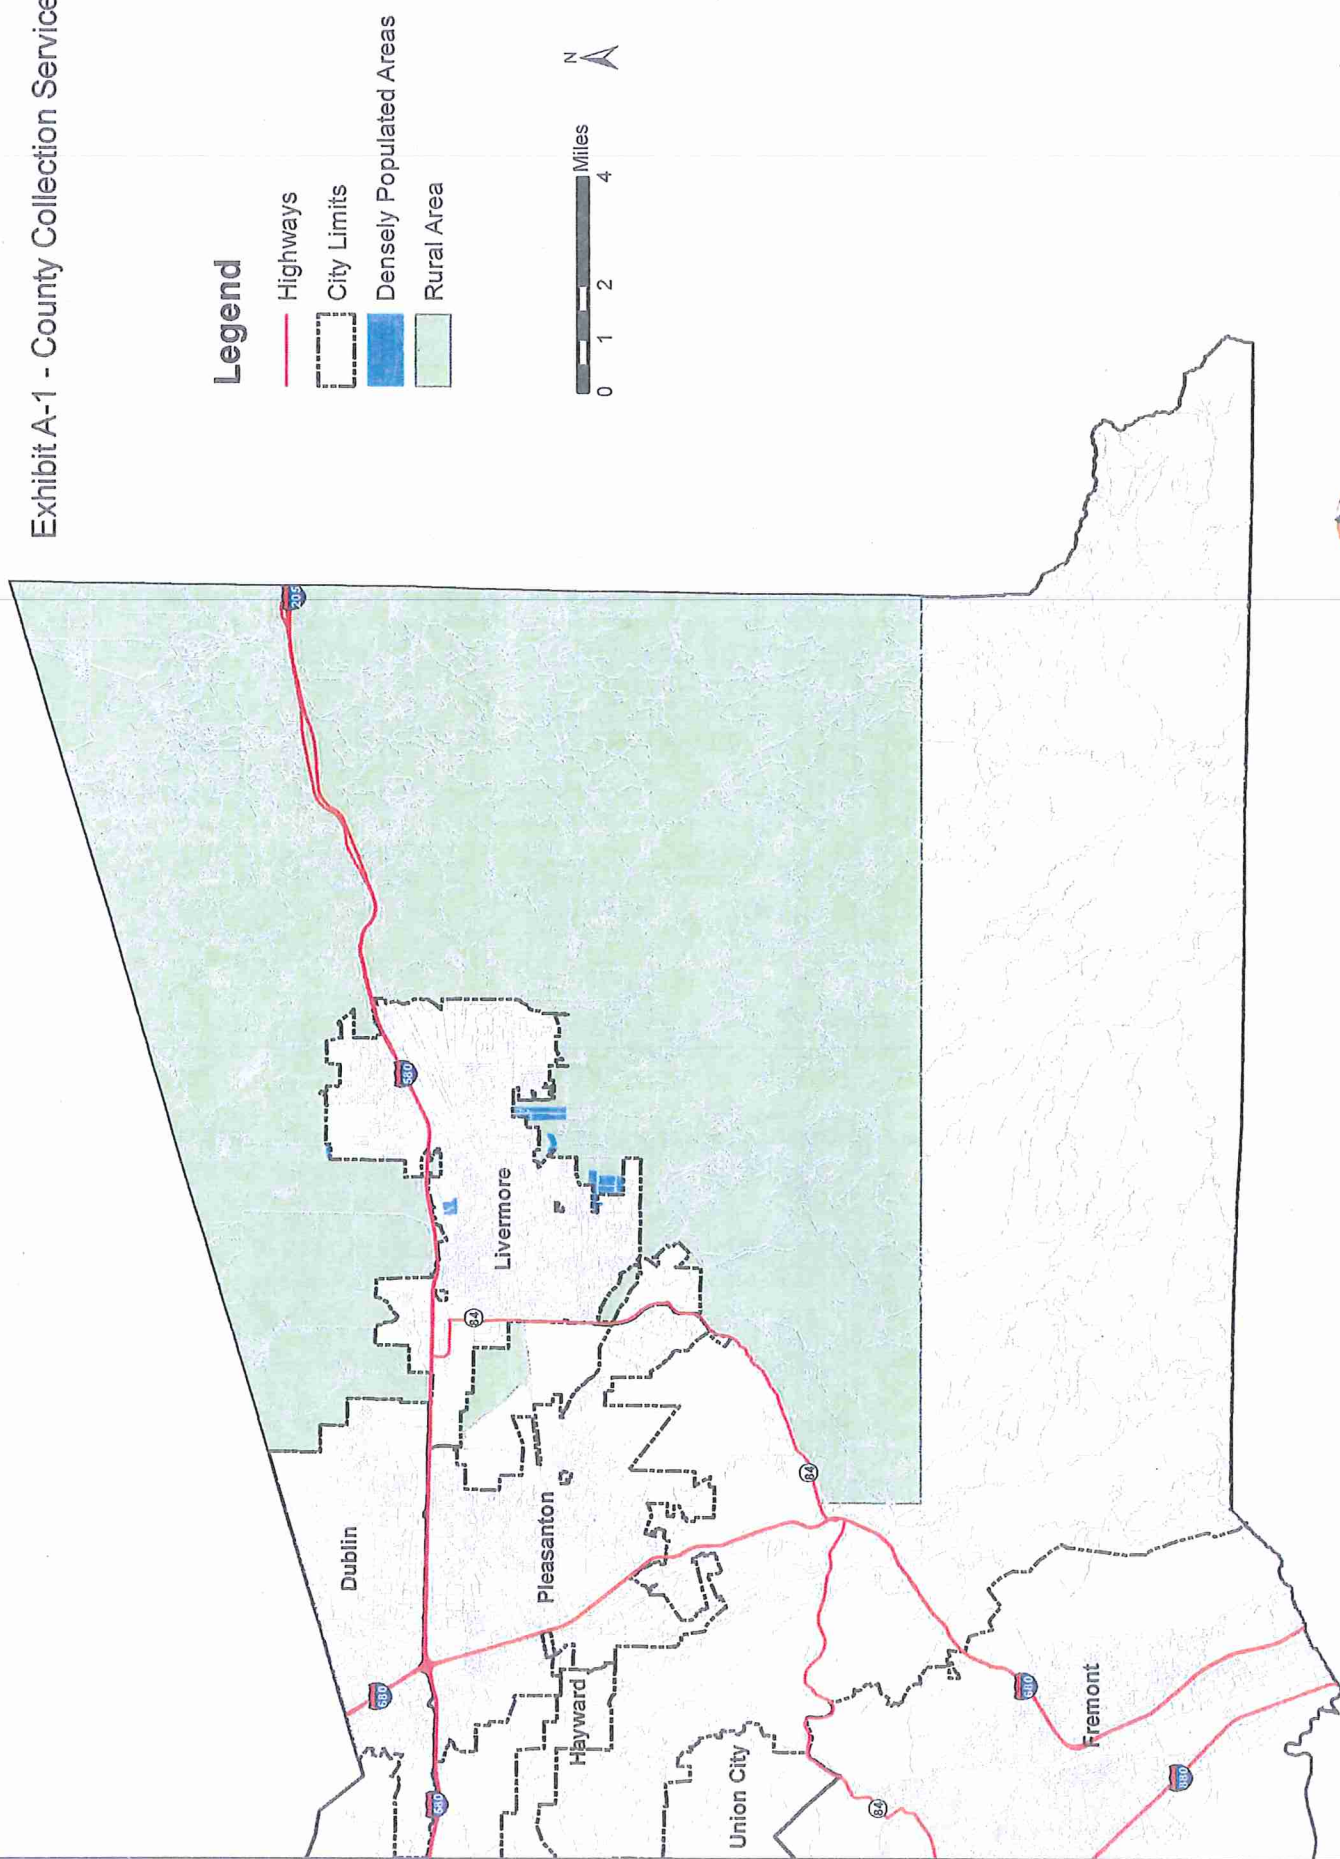 Exhibit A-1 - County Collection Service
Legend
Highways
City Limits
Densely Populated Areas
Rural Area
N
Miles
0 1 2 4
205
580
84
Livermore
84
Dublin
Pleasanton
680
580
Hayward
Union City
84
680
Fremont
880